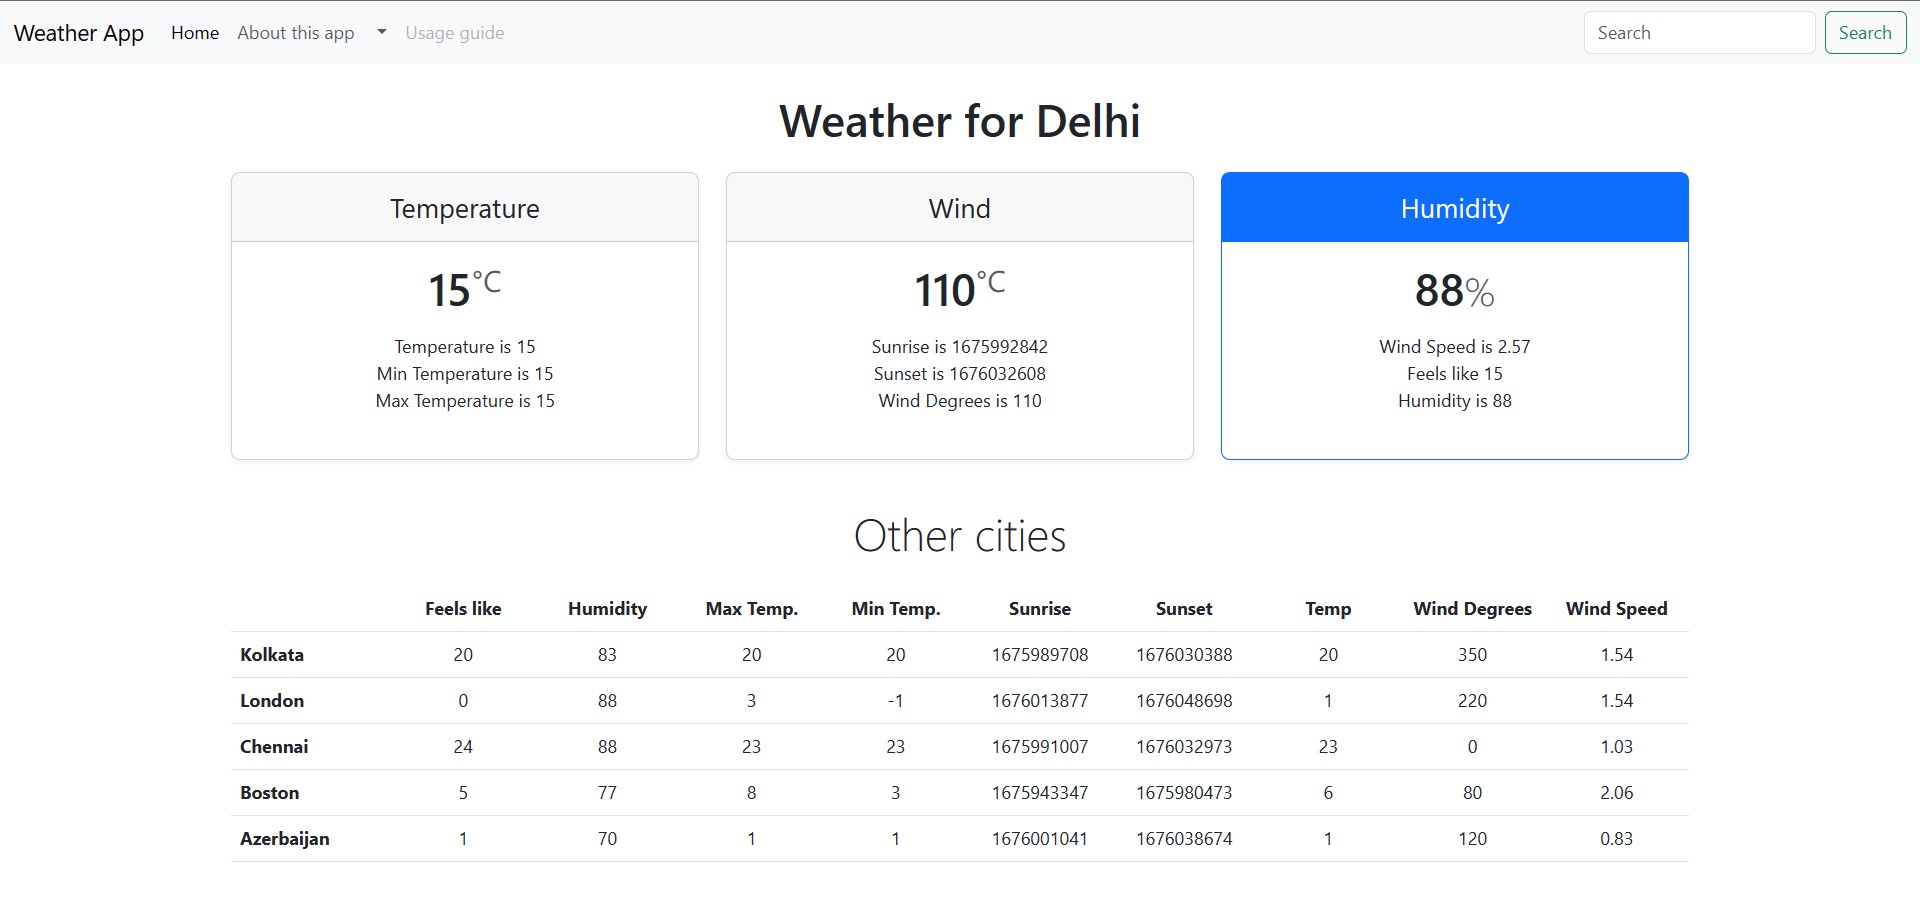 Weather App Home About this app Usage guide Search Search
Weather for Delhi
Temperature
15°C
Temperature is 15
Min Temperature is 15
Max Temperature is 15
Wind
110°C
Sunrise is 1675992842
Sunset is 1676032608
Wind Degrees is 110
Humidity
88%
Wind Speed is 2.57
Feels like 15
Humidity is 88
Other cities
Feels like Humidity Max Temp. Min Temp. Sunrise Sunset Temp Wind Degrees Wind Speed
Kolkata 20 83 20 20 1675989708 1676030388 20 350 1.54
London 0 88 3 -1 1676013877 1676048698 1 220 1.54
Chennai 24 88 23 23 1675991007 1676032973 23 0 1.03
Boston 5 77 8 3 1675943347 1675980473 6 80 2.06
Azerbaijan 1 70 1 1 1676001041 1676038674 1 120 0.83